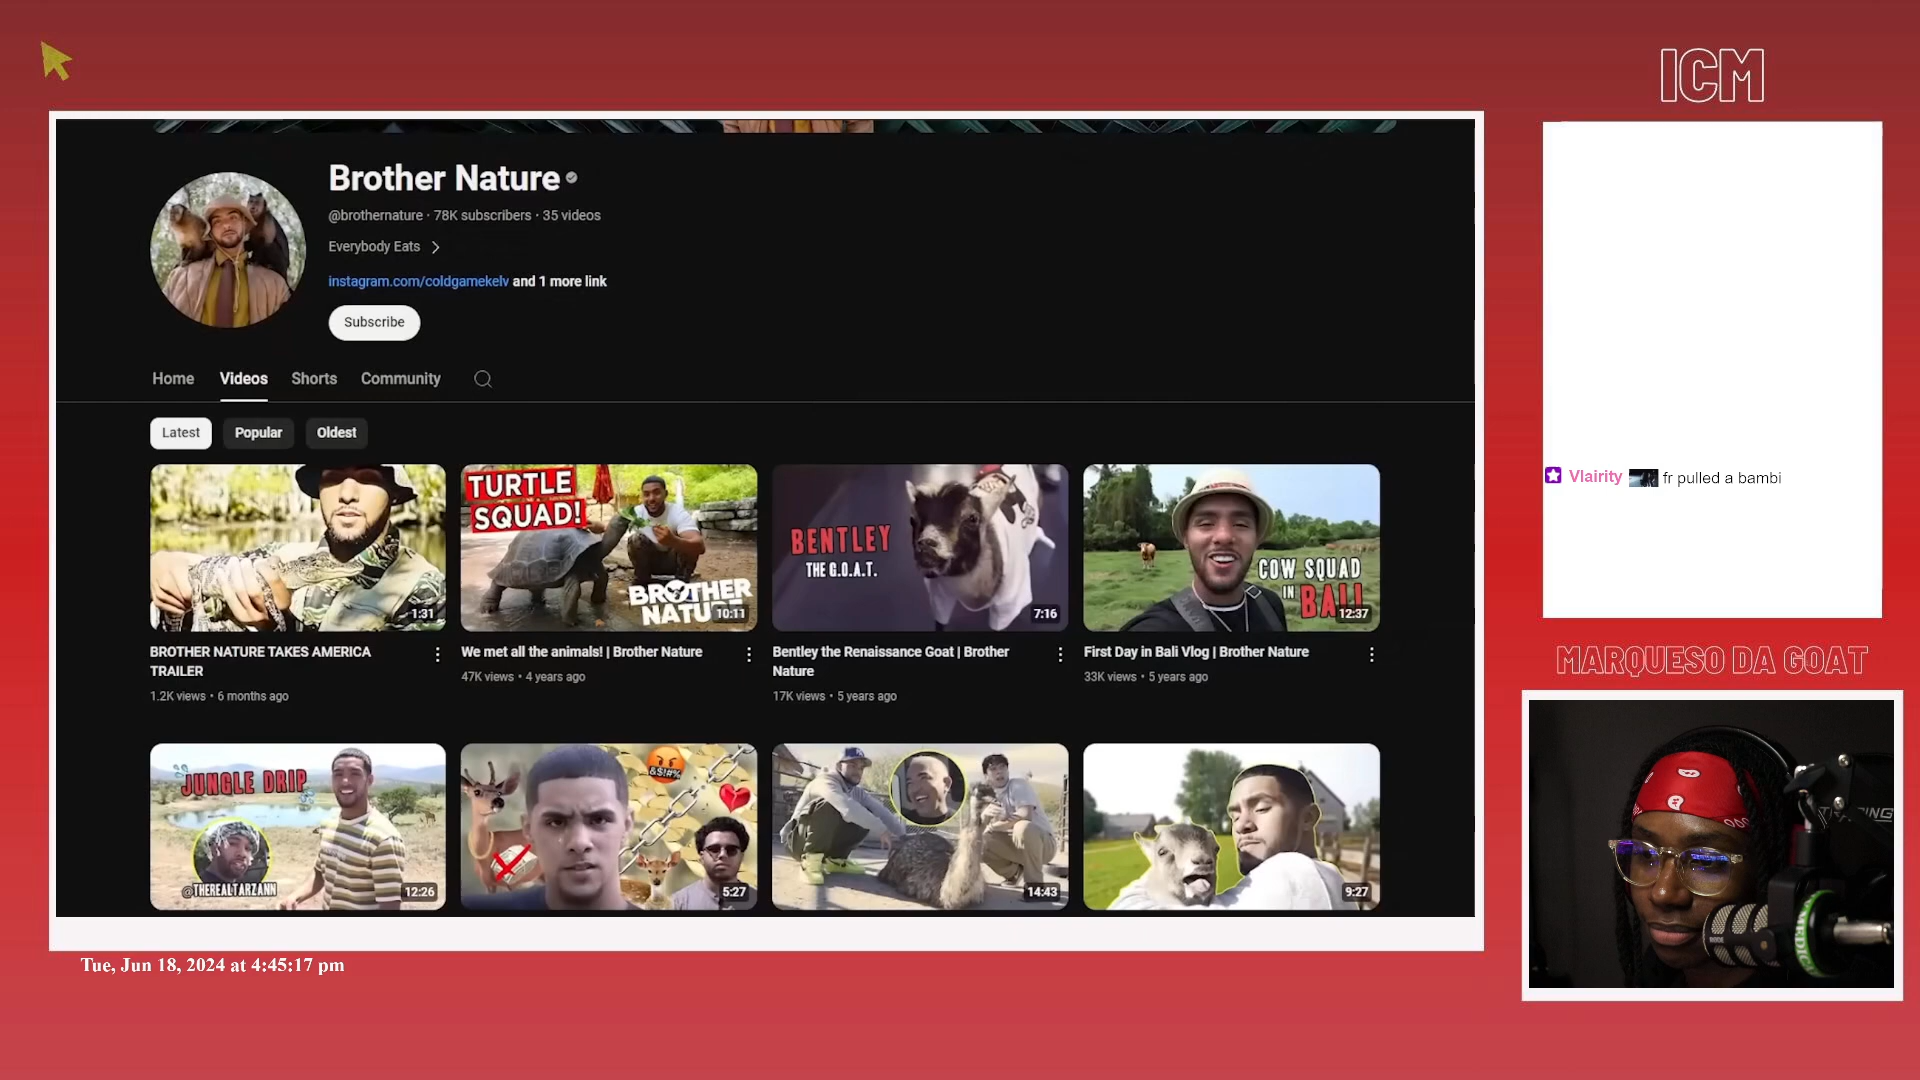 ICM
Brother Nature
@brothernature · 78K subscribers · 35 videos
Everybody Eats
instagram.com/coldgamekelv and 1 more link
Subscribe
Home Videos Shorts Community
Latest Popular Oldest
1:31
TURTLE
SQUAD!
BROTHER
NATU
10:11
BENTLEY
THE G.O.A.T.
7:16
COW SQUAD
IN BALI
12:37
BROTHER NATURE TAKES AMERICA
TRAILER
1.2K views · 6 months ago
We met all the animals! | Brother Nature
47K views · 4 years ago
Bentley the Renaissance Goat | Brother
Nature
17K views · 5 years ago
First Day in Bali Vlog | Brother Nature
33K views · 5 years ago
JUNGLE DRIP
@THEREALTARZANN
12:26
&$!#%
5:27
14:43
9:27
Vlairity fr pulled a bambi
MARQUESO DA GOAT
RODE
Tue, Jun 18, 2024 at 4:45:17 pm